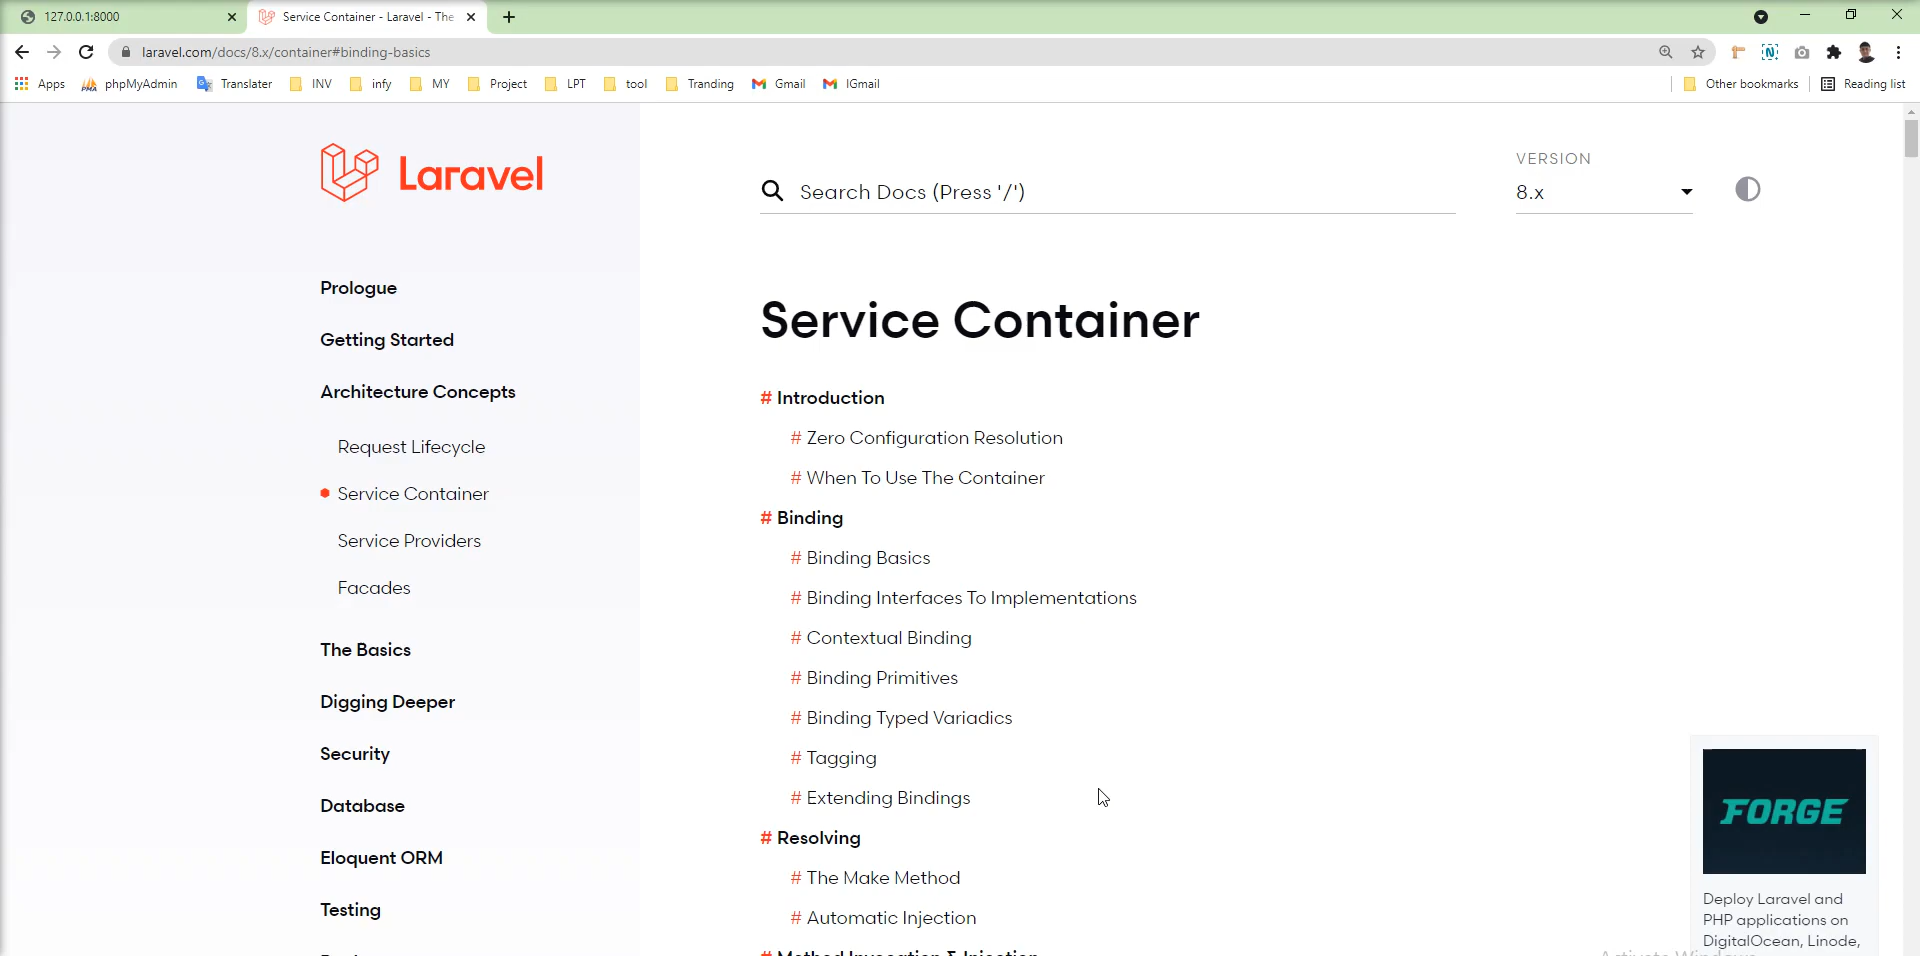 127.0.0.1:8000
Service Container - Laravel - The
laravel.com/docs/8.x/container#binding-basics
Apps
phpMyAdmin
Translater
INV
infy
MY
Project
LPT
tool
Tranding
Gmail
IGmail
Other bookmarks
Reading list
Laravel
Search Docs (Press '/')
VERSION
8.x
Prologue
Getting Started
Architecture Concepts
Request Lifecycle
Service Container
Service Providers
Facades
The Basics
Digging Deeper
Security
Database
Eloquent ORM
Testing
Service Container
# Introduction
# Zero Configuration Resolution
# When To Use The Container
# Binding
# Binding Basics
# Binding Interfaces To Implementations
# Contextual Binding
# Binding Primitives
# Binding Typed Variadics
# Tagging
# Extending Bindings
# Resolving
# The Make Method
# Automatic Injection
# Method Invocation & Injection
FORGE
Deploy Laravel and
PHP applications on
DigitalOcean, Linode,
Activate Windows